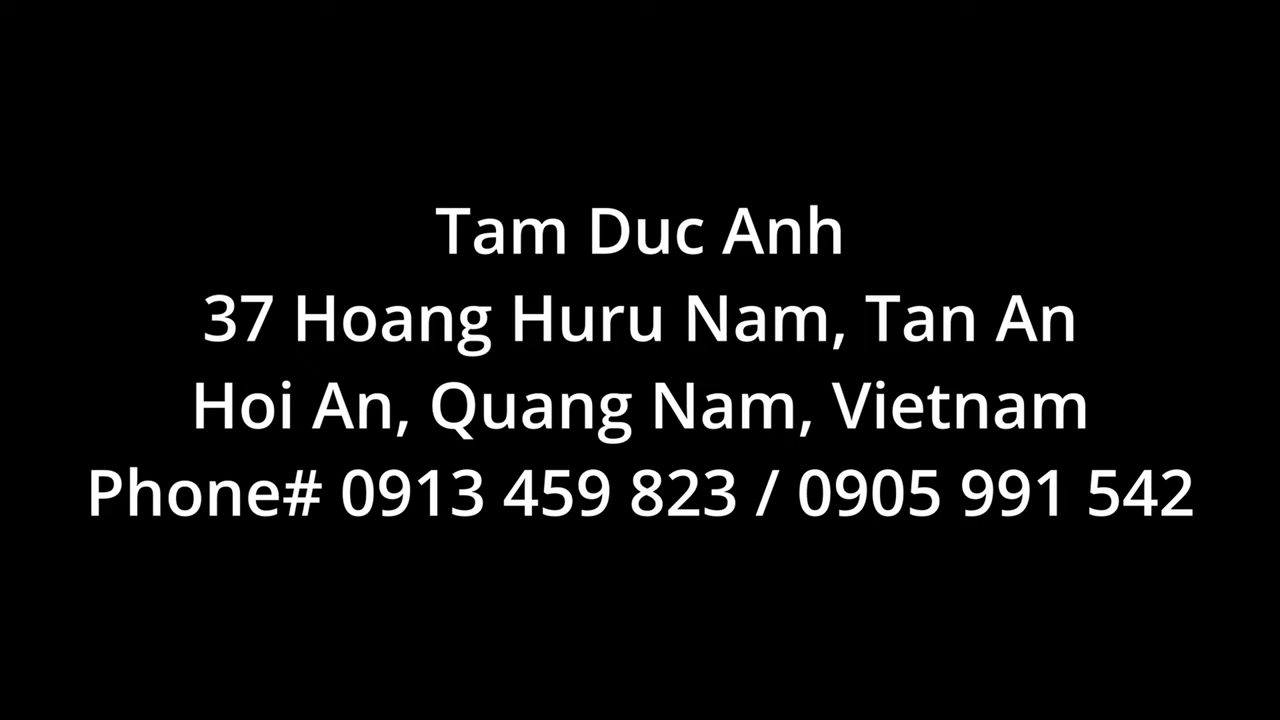 Tam Duc Anh
37 Hoang Huru Nam, Tan An
Hoi An, Quang Nam, Vietnam
Phone# 0913 459 823 / 0905 991 542